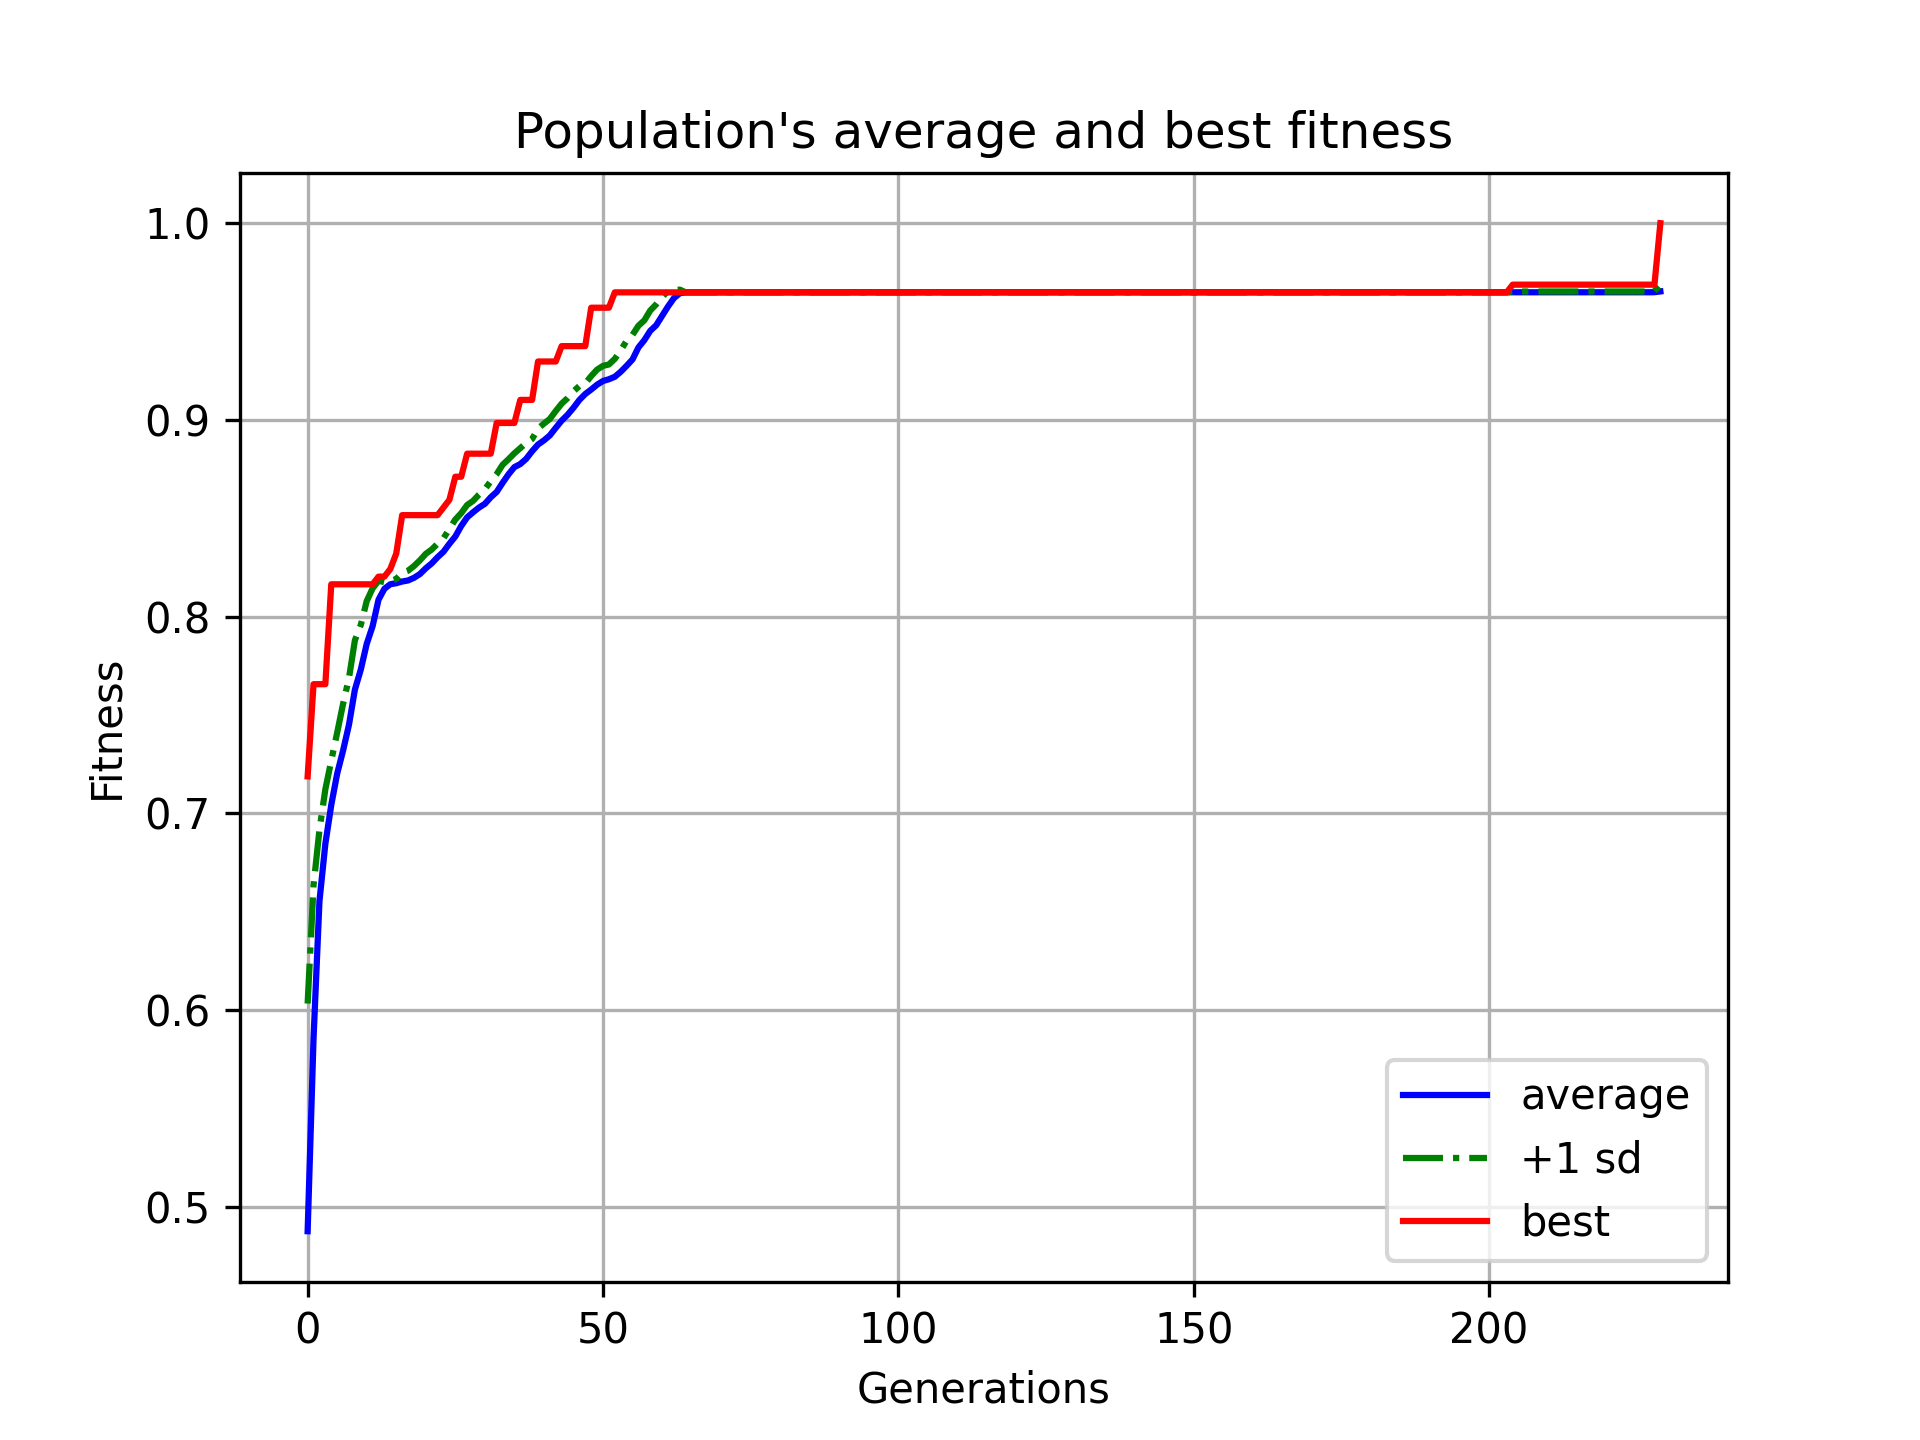 Population's average and best fitness
1.0
0.9
0.8
0.7
0.6
0.5
Fitness
average
+1 sd
best
0 50 100 150 200
Generations